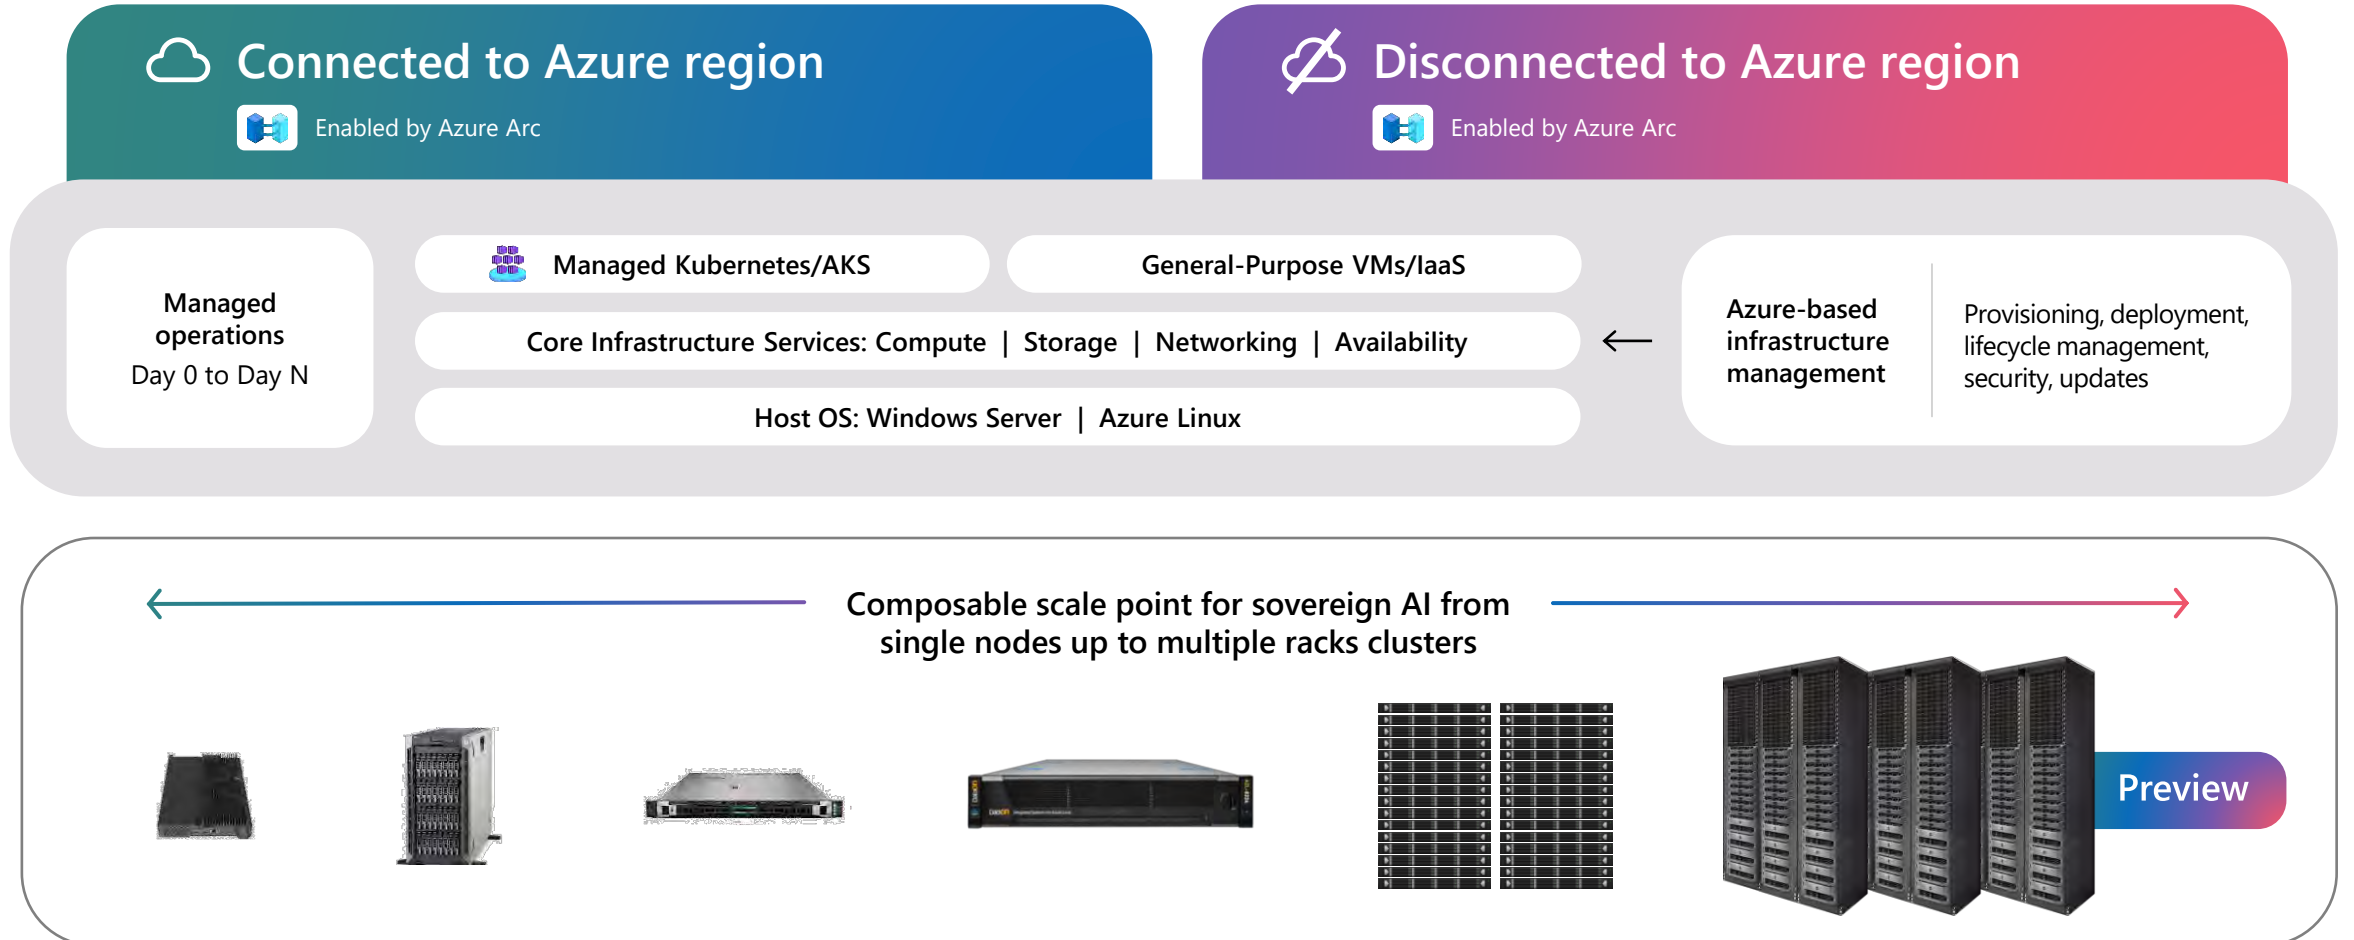 Connected to Azure region
Enabled by Azure Arc
Disconnected to Azure region
Enabled by Azure Arc
Managed
operations
Day 0 to Day N
Managed Kubernetes/AKS
General-Purpose VMs/IaaS
Core Infrastructure Services: Compute | Storage | Networking | Availability
Host OS: Windows Server | Azure Linux
Azure-based
infrastructure
management
Provisioning, deployment,
lifecycle management,
security, updates
Composable scale point for sovereign AI from
single nodes up to multiple racks clusters
Preview